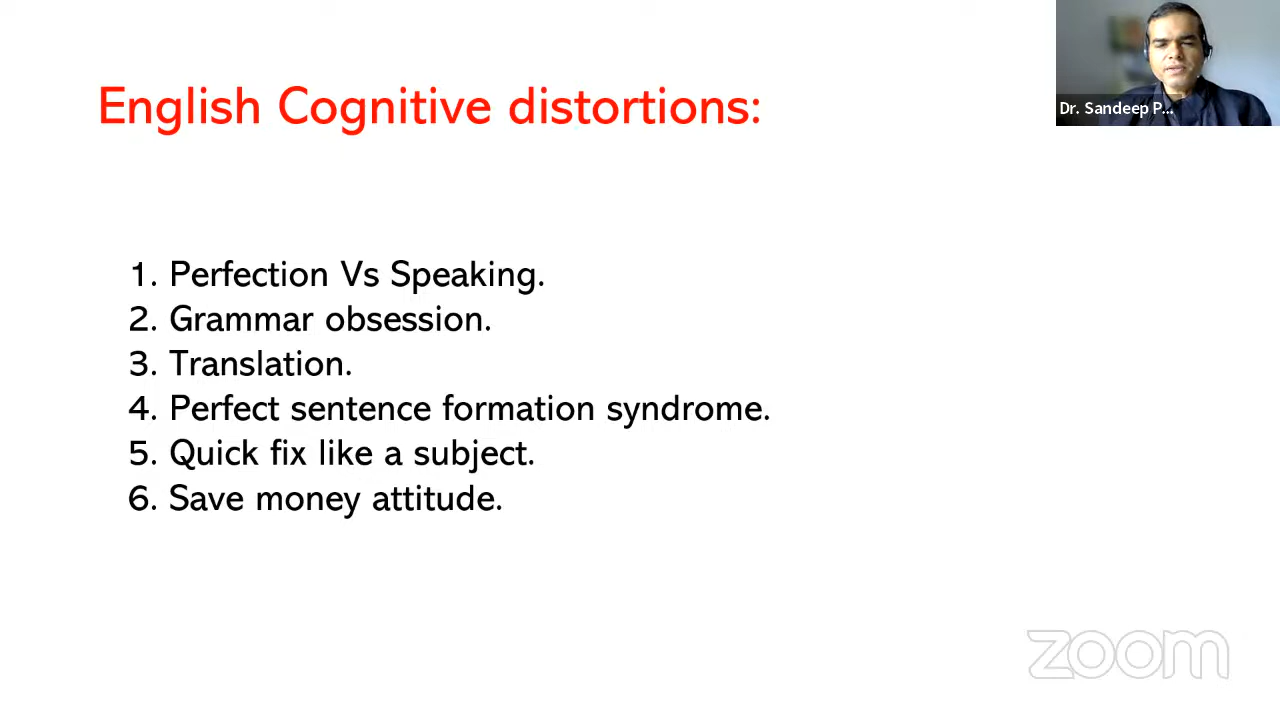 English Cognitive distortions:
Dr. Sandeep P...
1. Perfection Vs Speaking.
2. Grammar obsession.
3. Translation.
4. Perfect sentence formation syndrome.
5. Quick fix like a subject.
6. Save money attitude.
zoom